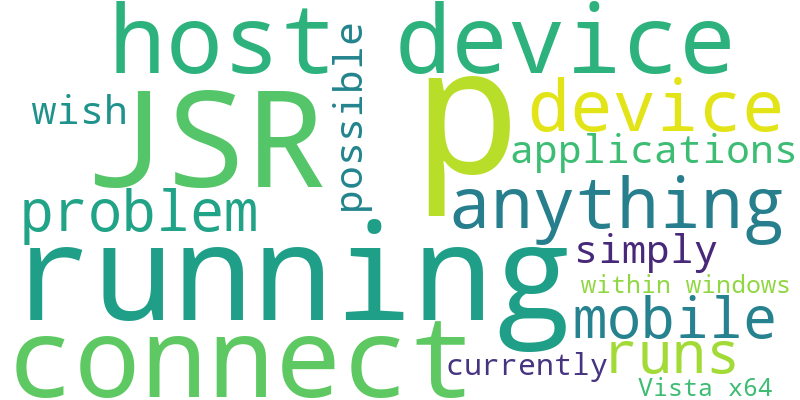 host device
possible
wish
JSR
p
device
applications
problem
anything
running
simply
within windows
mobile
connect
currently
runs
Vista x64